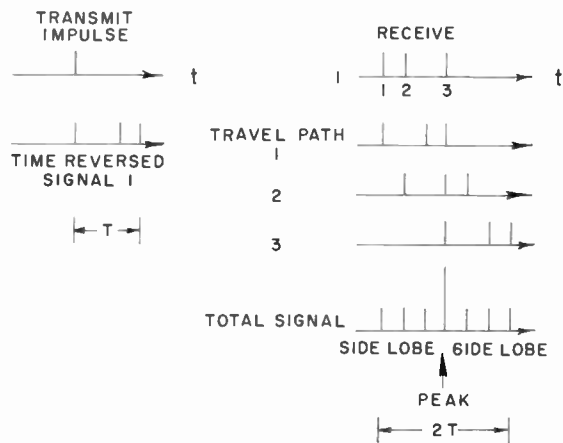 TRANSMIT
IMPULSE
t
TIME REVERSED
SIGNAL I
T
RECEIVE
1
1 2 3
t
TRAVEL PATH
1
2
3
TOTAL SIGNAL
SIDE LOBE 6IDE LOBE
PEAK
2T